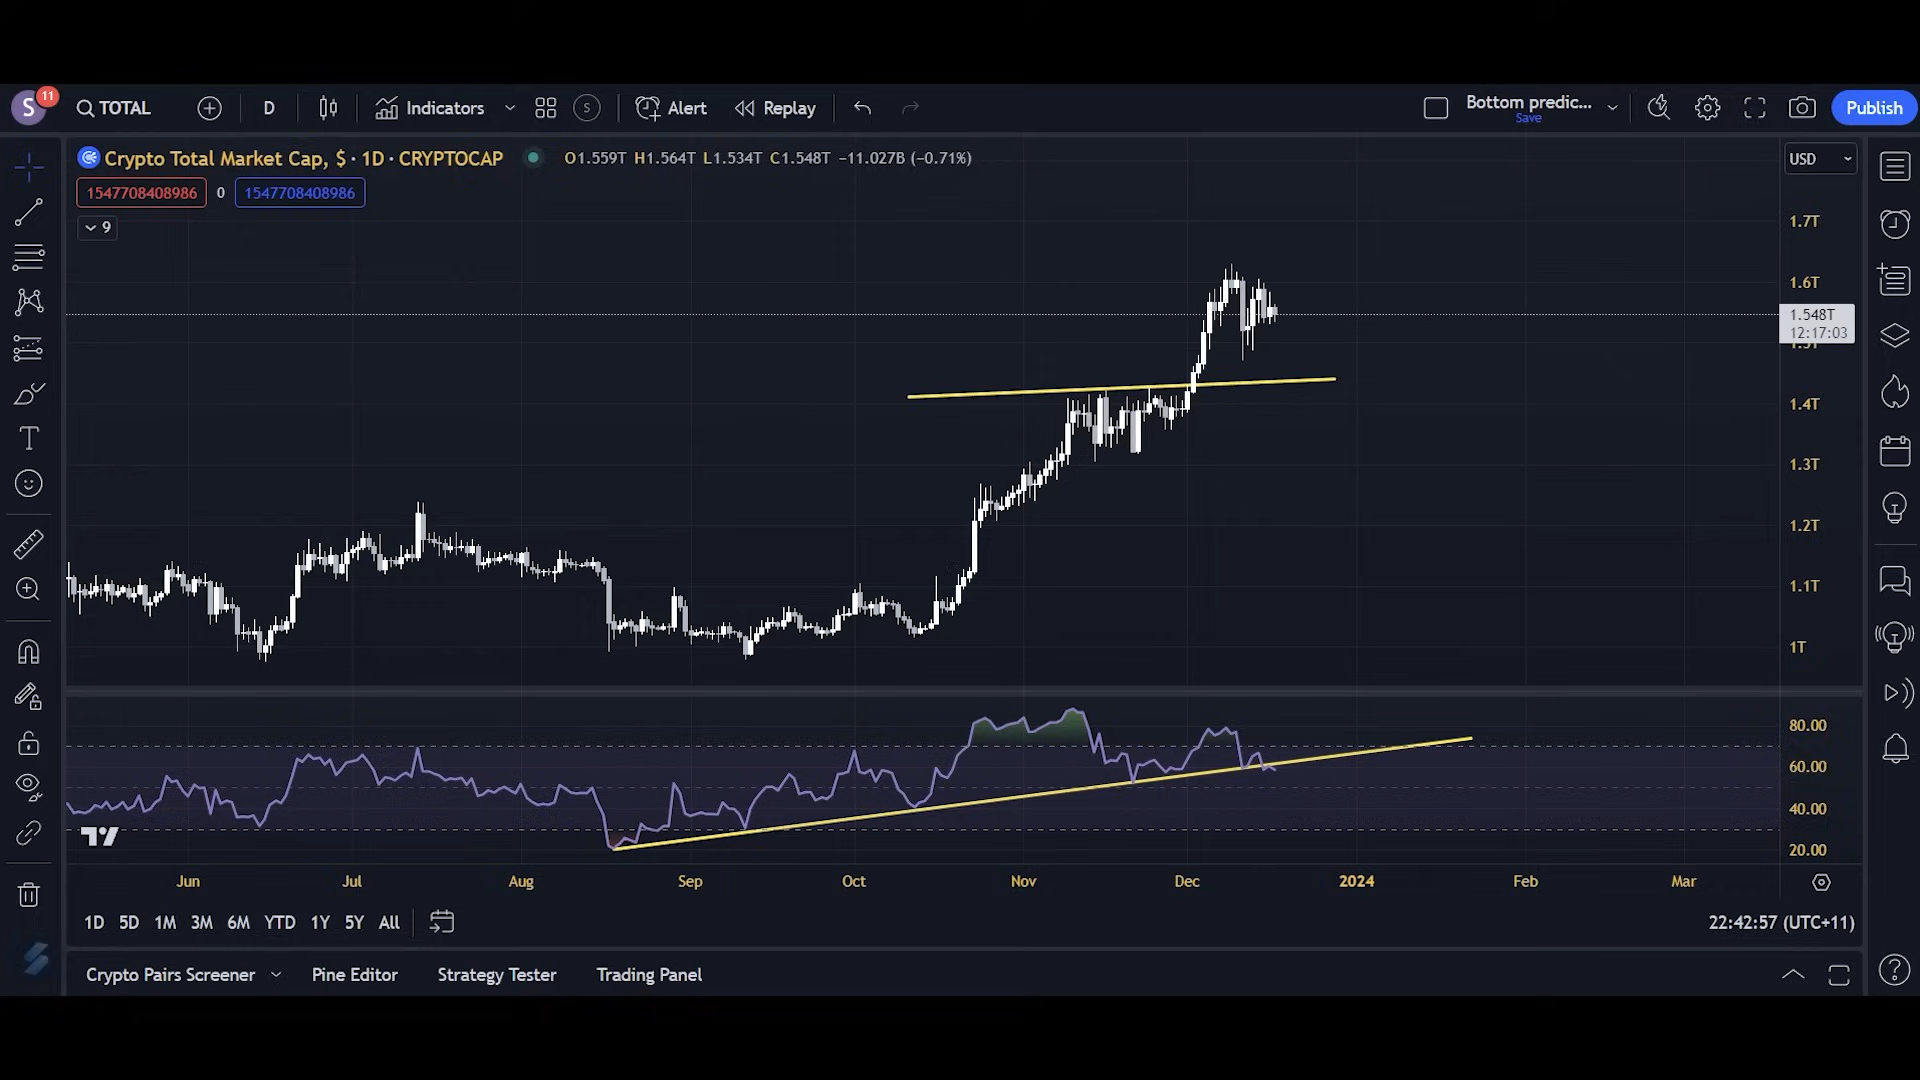 S 11 TOTAL D Indicators S Alert Replay Bottom predic... Save Publish
Crypto Total Market Cap, $ · 1D · CRYPTOCAP O1.559T H1.564T L1.534T C1.548T −11.027B (−0.71%) USD
1547708408986 0 1547708408986
9
1.7T
1.6T
1.548T
12:17:03
1.4T
1.3T
1.2T
1.1T
1T
80.00
60.00
40.00
20.00
Jun Jul Aug Sep Oct Nov Dec 2024 Feb Mar
1D 5D 1M 3M 6M YTD 1Y 5Y All 22:42:57 (UTC+11)
Crypto Pairs Screener Pine Editor Strategy Tester Trading Panel